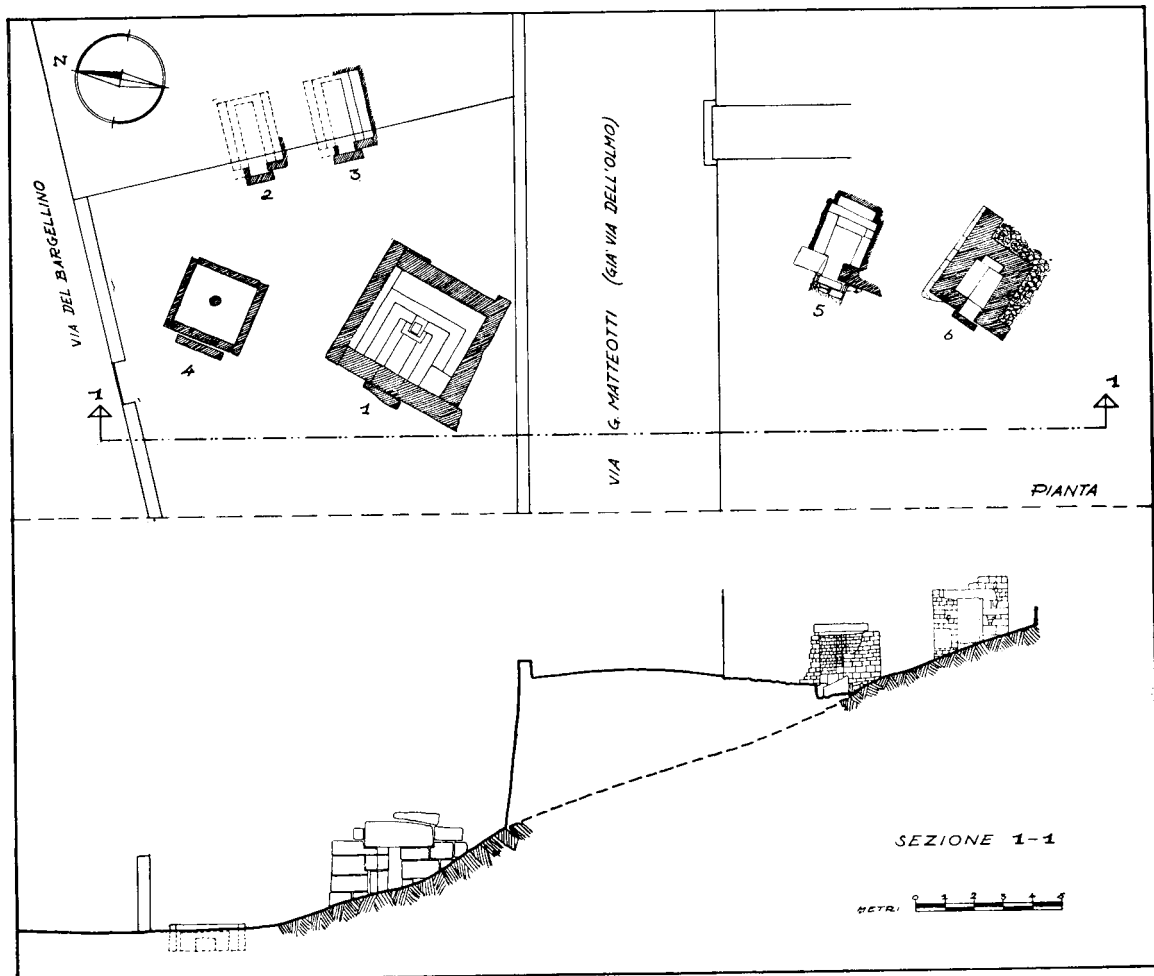 N
VIA DEL BARGELLINO
2
3
4
1
VIA G. MATTEOTTI (GIÀ VIA DELL'OLMO)
5
6
1
1
PIANTA
SEZIONE 1-1
METRI 0 1 2 3 4 5